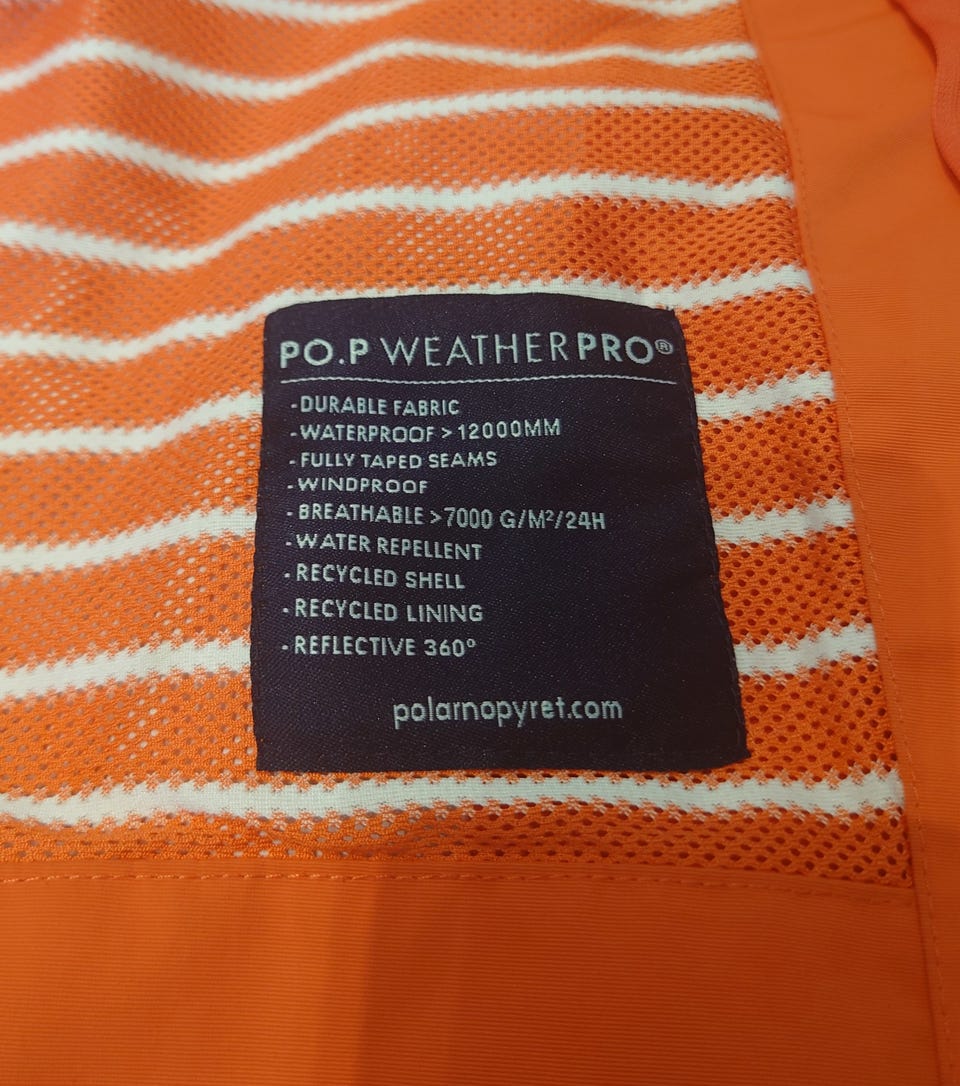 PO.P WEATHERPRO®
-DURABLE FABRIC
-WATERPROOF > 12000MM
-FULLY TAPED SEAMS
-WINDPROOF
-BREATHABLE >7000 G/M²/24H
-WATER REPELLENT
-RECYCLED SHELL
-RECYCLED LINING
-REFLECTIVE 360°
polarnopyret.com